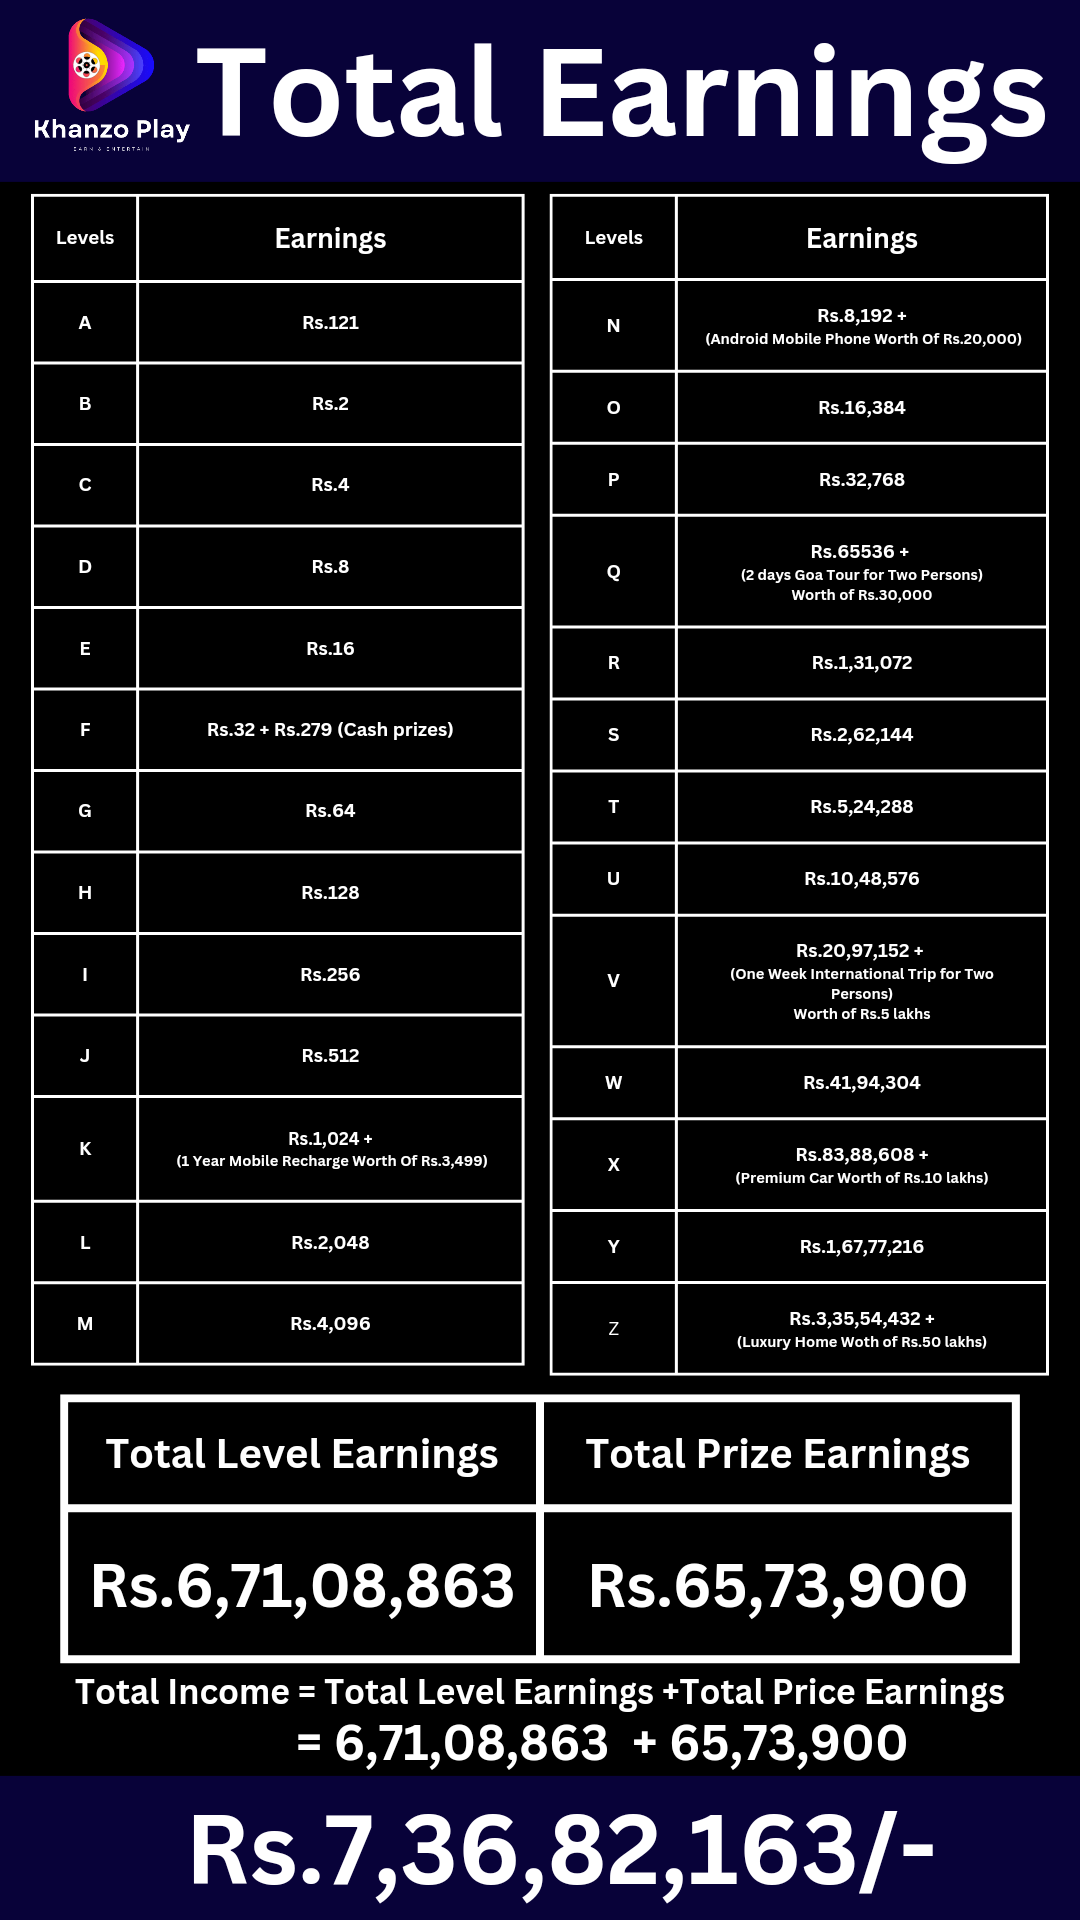 Khanzo Play
EARN & ENTERTAIN
Total Earnings
Levels Earnings
A Rs.121
B Rs.2
C Rs.4
D Rs.8
E Rs.16
F Rs.32 + Rs.279 (Cash prizes)
G Rs.64
H Rs.128
I Rs.256
J Rs.512
K Rs.1,024 +
(1 Year Mobile Recharge Worth Of Rs.3,499)
L Rs.2,048
M Rs.4,096
Levels Earnings
N Rs.8,192 +
(Android Mobile Phone Worth Of Rs.20,000)
O Rs.16,384
P Rs.32,768
Q Rs.65536 +
(2 days Goa Tour for Two Persons)
Worth of Rs.30,000
R Rs.1,31,072
S Rs.2,62,144
T Rs.5,24,288
U Rs.10,48,576
V Rs.20,97,152 +
(One Week International Trip for Two
Persons)
Worth of Rs.5 lakhs
W Rs.41,94,304
X Rs.83,88,608 +
(Premium Car Worth of Rs.10 lakhs)
Y Rs.1,67,77,216
Z Rs.3,35,54,432 +
(Luxury Home Woth of Rs.50 lakhs)
Total Level Earnings Total Prize Earnings
Rs.6,71,08,863 Rs.65,73,900
Total Income = Total Level Earnings +Total Price Earnings
= 6,71,08,863 + 65,73,900
Rs.7,36,82,163/-